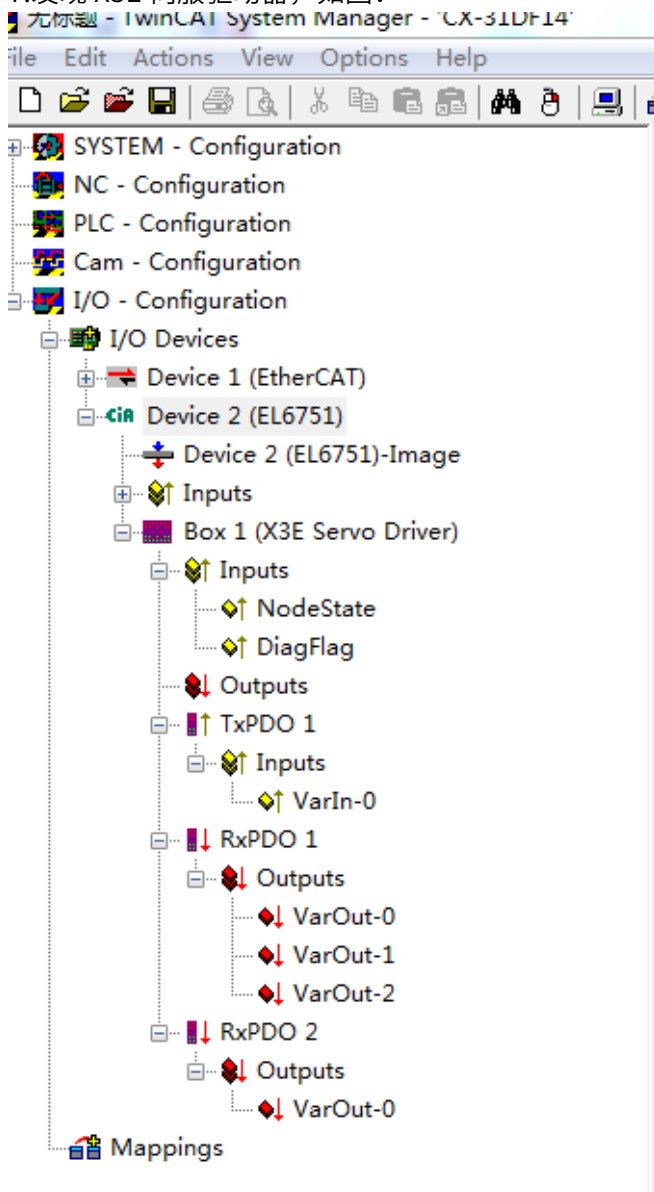 无标题 - TwinCAT System Manager - 'CX-31DF14'
File Edit Actions View Options Help
SYSTEM - Configuration
NC - Configuration
PLC - Configuration
Cam - Configuration
I/O - Configuration
I/O Devices
Device 1 (EtherCAT)
CiA Device 2 (EL6751)
Device 2 (EL6751)-Image
Inputs
Box 1 (X3E Servo Driver)
Inputs
NodeState
DiagFlag
Outputs
TxPDO 1
Inputs
VarIn-0
RxPDO 1
Outputs
VarOut-0
VarOut-1
VarOut-2
RxPDO 2
Outputs
VarOut-0
Mappings